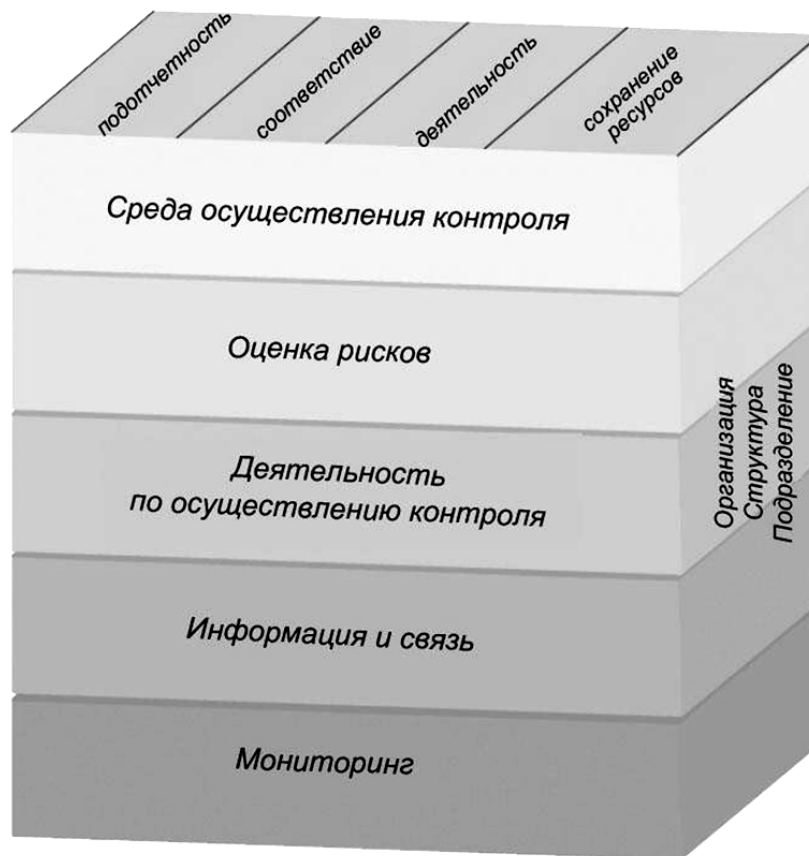 подотчетность
соответствие
деятельность
сохранение
ресурсов
Среда осуществления контроля
Оценка рисков
Деятельность
по осуществлению контроля
Информация и связь
Мониторинг
Организация
Структура
Подразделение